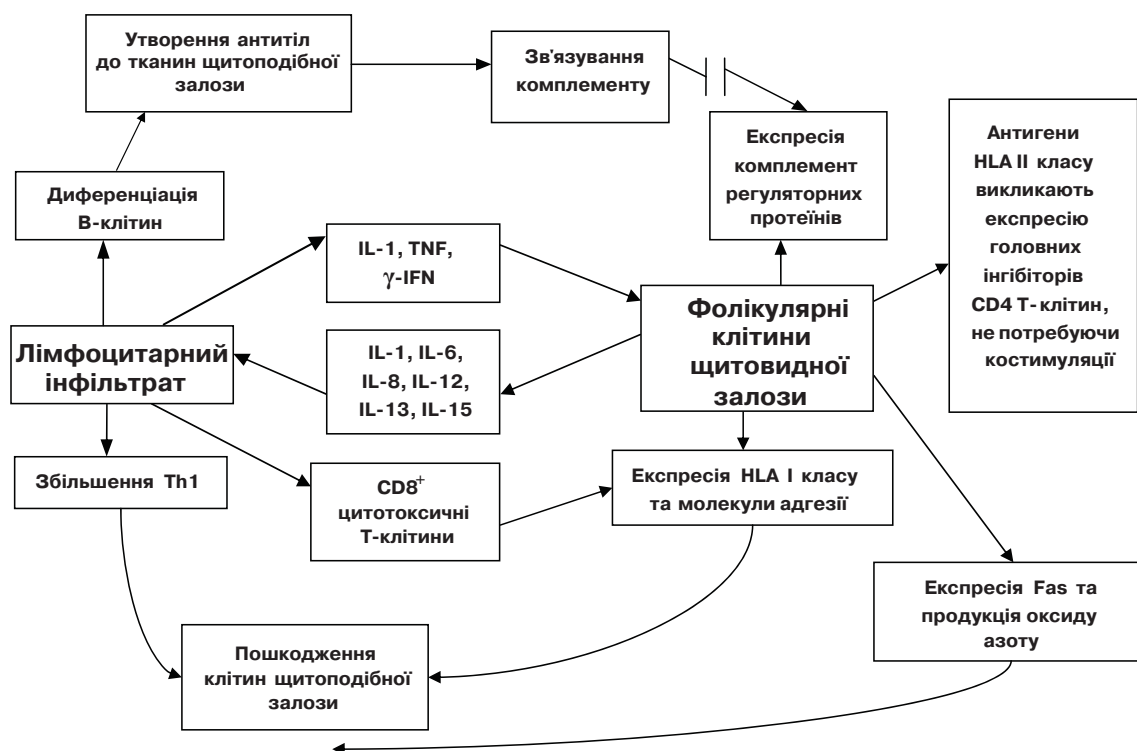 Утворення антитіл
до тканин щитоподібної
залози
Зв'язування
комплементу
Експресія
комплемент
регуляторних
протеїнів
Антигени
HLA II класу
викликають
експресію
головних
інгібіторів
CD4 Т-клітин,
не потребуючи
костимуляції
Диференціація
В-клітин
IL-1, TNF,
γ-IFN
Лімфоцитарний
інфільтрат
IL-1, IL-6,
IL-8, IL-12,
IL-13, IL-15
Фолікулярні
клітини
щитовидної
залози
Збільшення Th1
CD8+
цитотоксичні
Т-клітини
Експресія HLA I класу
та молекули адгезії
Експресія Fas та
продукція оксиду
азоту
Пошкодження
клітин щитоподібної
залози